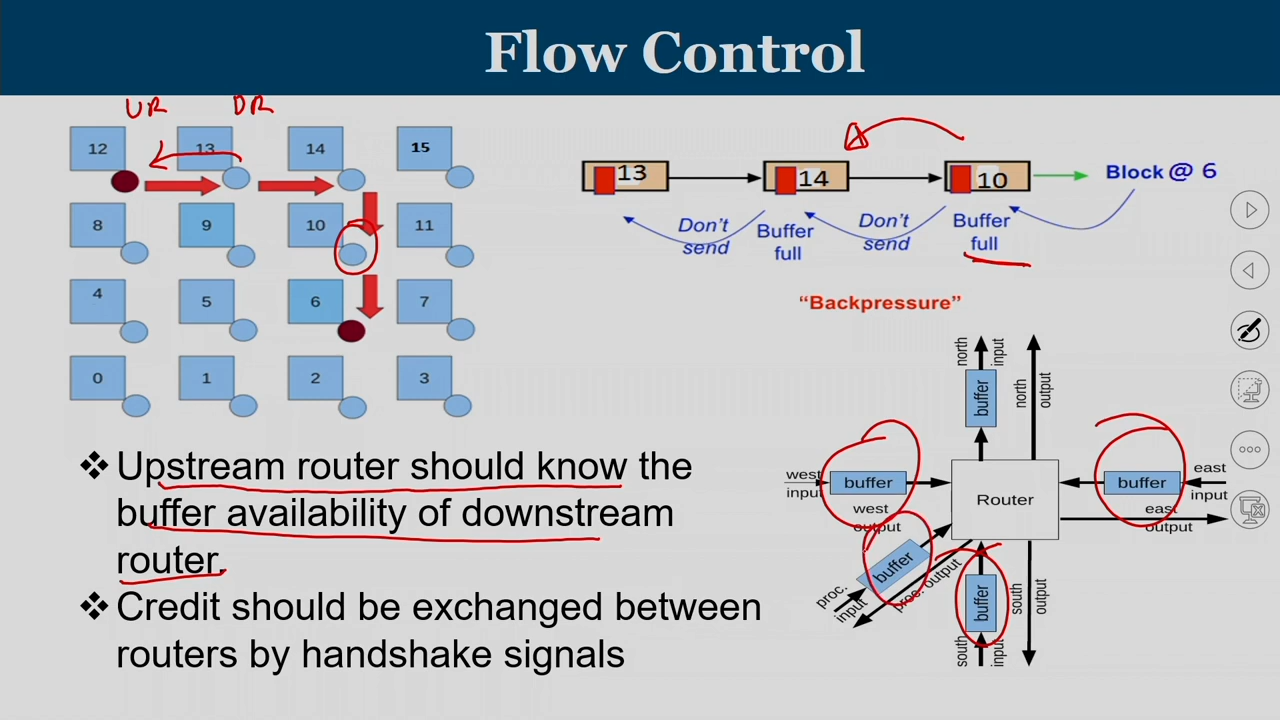 Flow Control
UR DR
12 13 14 15
8 9 10 11
4 5 6 7
0 1 2 3
13 14 10 Block @ 6
Don't send
Buffer full
Don't send
Buffer full
“Backpressure”
north input
buffer
north output
west input
buffer
west output
Router
buffer
east input
east output
buffer
proc. input
proc. output
buffer
south input
south output
❖ Upstream router should know the
buffer availability of downstream
router.
❖ Credit should be exchanged between
routers by handshake signals